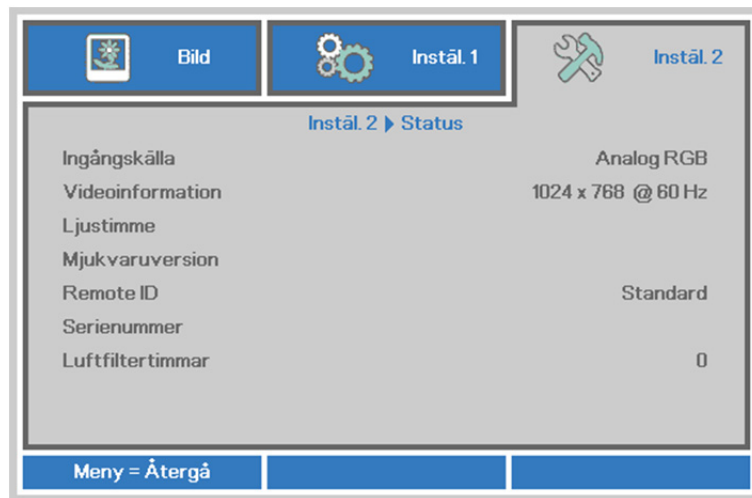 Bild
Instäl. 1
Instäl. 2
Instäl. 2 Status
Ingångskälla Analog RGB
Videoinformation 1024 x 768 @ 60 Hz
Ljustimme
Mjukvaruversion
Remote ID Standard
Serienummer
Luftfiltertimmar 0
Meny = Återgå